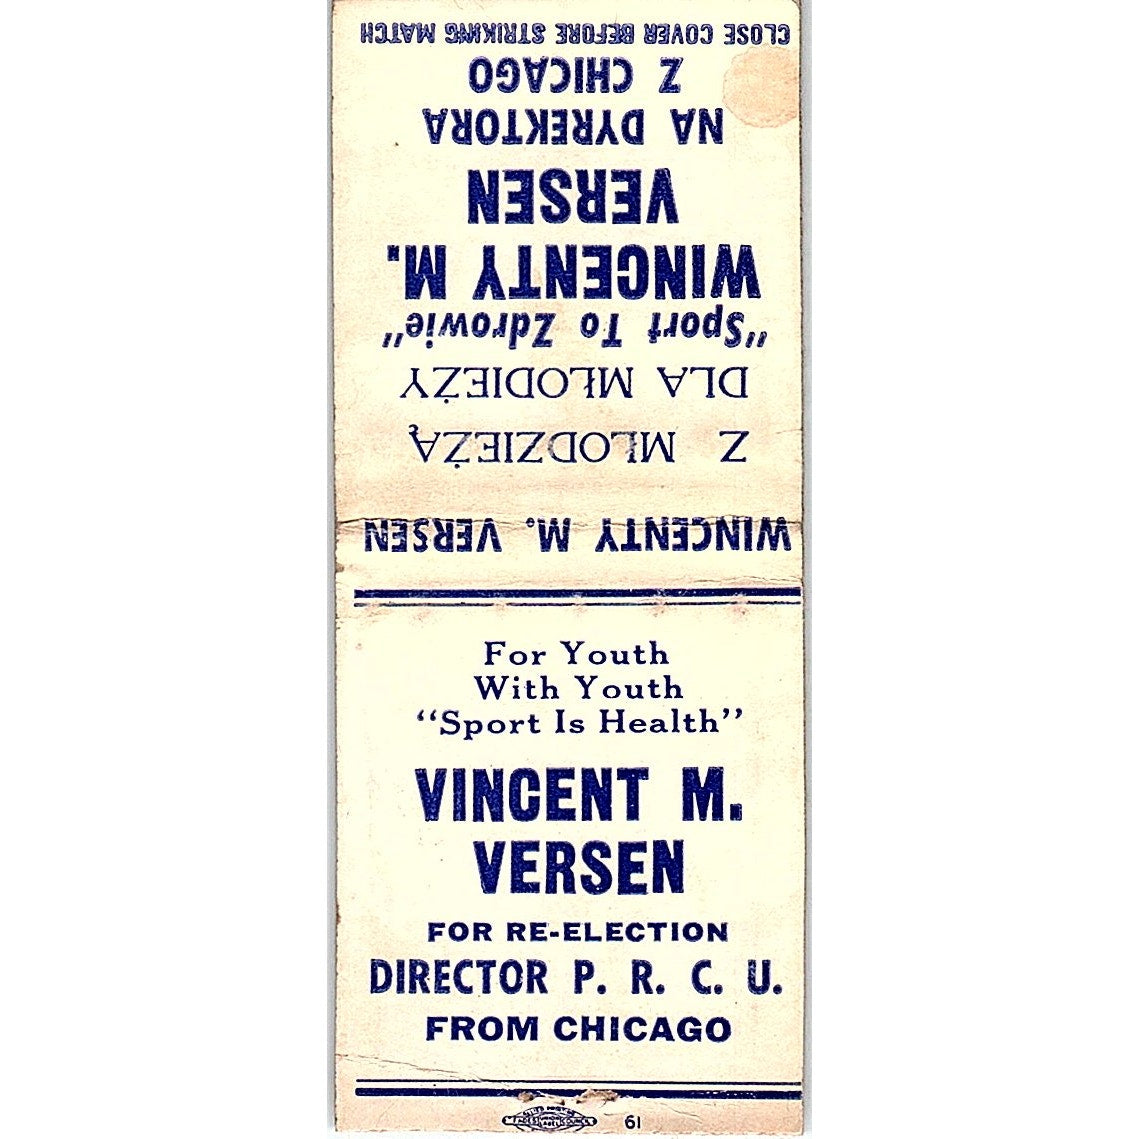 WINCENTY M. VERSEN
Z MŁODZIEŻĄ
DLA MŁODIEŻY
"Sport To Zdrowie"
WINCENTY M.
VERSEN
NA DYREKTORA
Z CHICAGO
CLOSE COVER BEFORE STRIKING MATCH
For Youth
With Youth
"Sport Is Health"
VINCENT M.
VERSEN
FOR RE-ELECTION
DIRECTOR P. R. C. U.
FROM CHICAGO
61